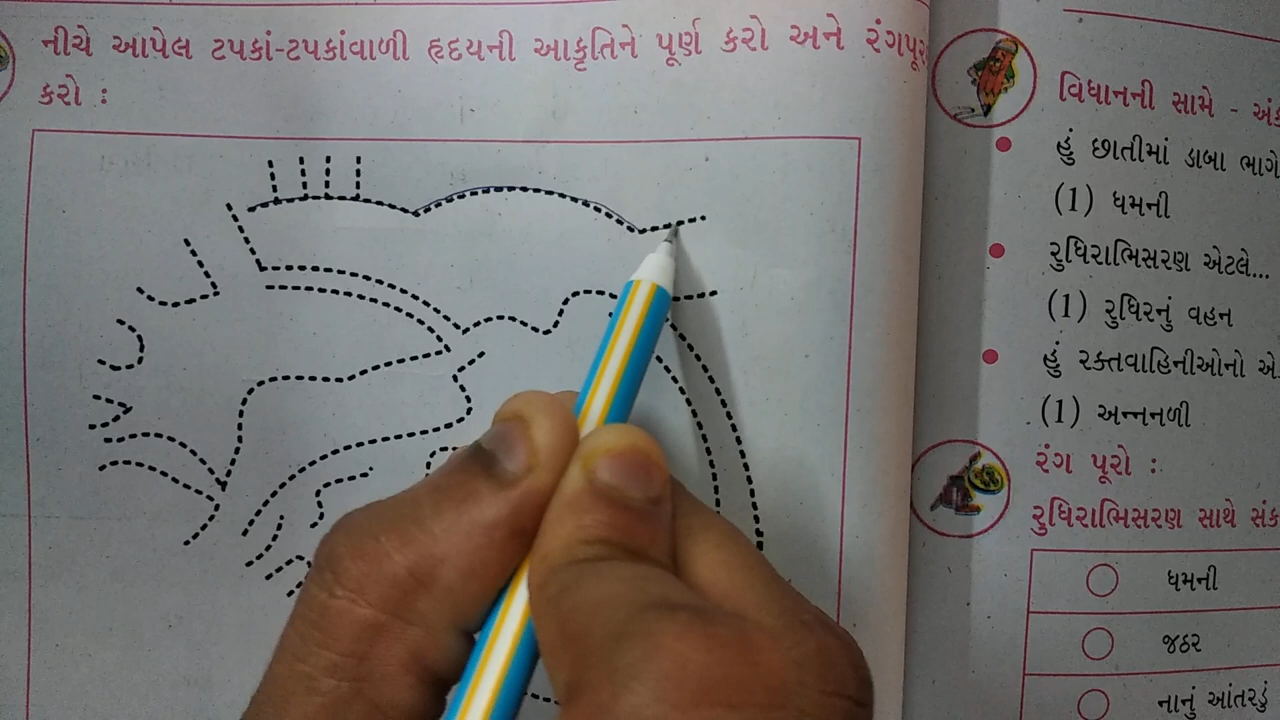 નીચે આપેલ ટપકાં-ટપકાંવાળી હૃદયની આકૃતિને પૂર્ણ કરો અને
કરો :
વિધાનની સામે -
હું છાતીમાં ડાબા ભાગે
(1) ધમની
રુધિરાભિસરણ એટલે...
(1) રુધિરનું વહન
હું રક્તવાહિનીઓનો
(1) અન્નનળી
રંગ પૂરો :
રુધિરાભિસરણ સાથે
ધમની
જઠર
નાનું આંતરડું